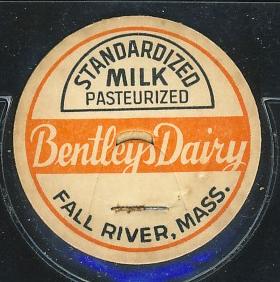 STANDARDIZED
MILK
PASTEURIZED
Bentleys Dairy
FALL RIVER, MASS.